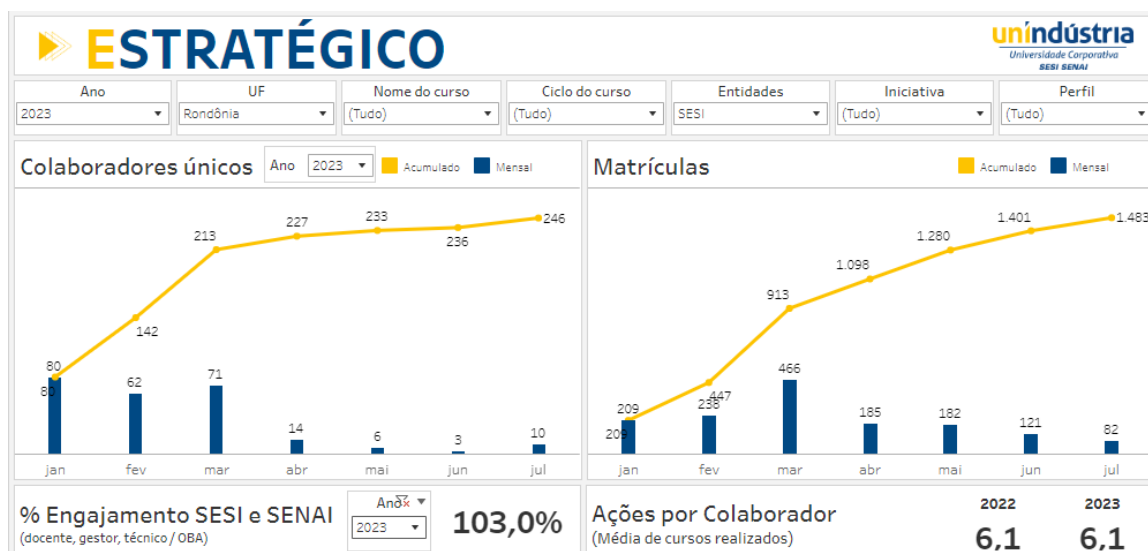 ESTRATÉGICO
unindústria
Universidade Corporativa
SESI SENAI
Ano UF Nome do curso Ciclo do curso Entidades Iniciativa Perfil
2023 Rondônia (Tudo) (Tudo) SESI (Tudo) (Tudo)
Colaboradores únicos Ano 2023 Acumulado Mensal
246
233
227
236
213
142
80
80
62
71
14
6
3
10
jan fev mar abr mai jun jul
Matrículas Acumulado Mensal
1.483
1.401
1.280
1.098
913
447
209
209
238
466
185
182
121
82
jan fev mar abr mai jun jul
% Engajamento SESI e SENAI
(docente, gestor, técnico / OBA)
Ano
2023
103,0%
Ações por Colaborador
(Média de cursos realizados)
2022 2023
6,1 6,1